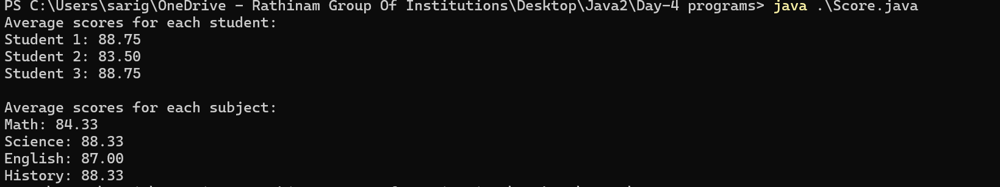 PS C:\Users\sarig\OneDrive - Rathinam Group Of Institutions\Desktop\Java2\Day-4 programs> java .\Score.java
Average scores for each student:
Student 1: 88.75
Student 2: 83.50
Student 3: 88.75
Average scores for each subject:
Math: 84.33
Science: 88.33
English: 87.00
History: 88.33